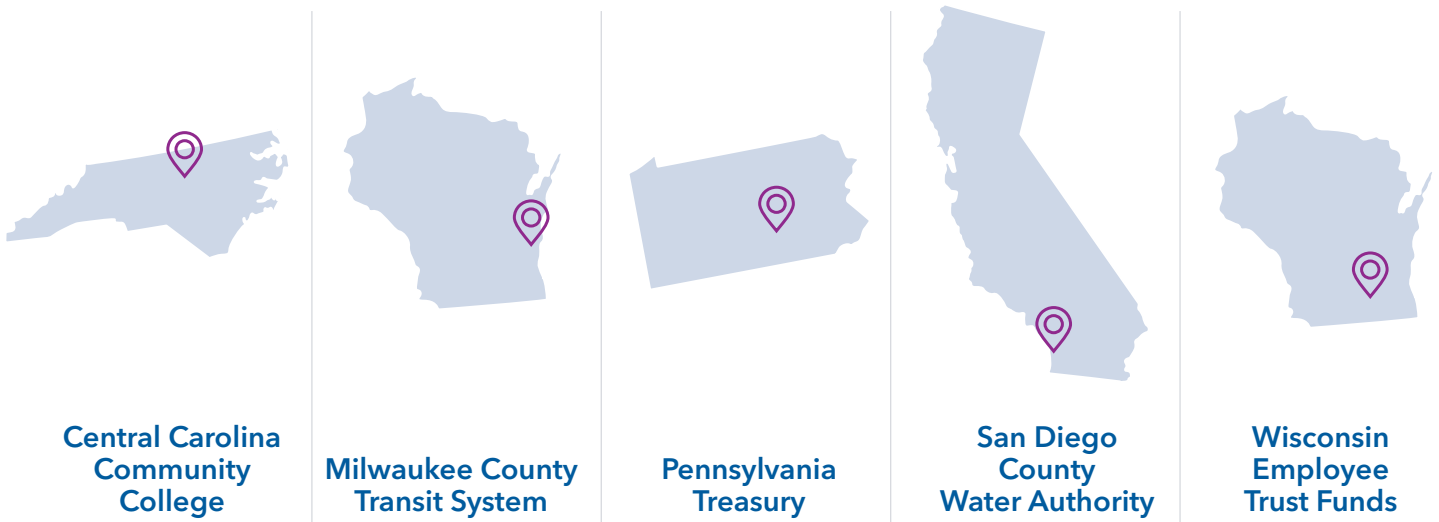 Central Carolina
Community
College
Milwaukee County
Transit System
Pennsylvania
Treasury
San Diego
County
Water Authority
Wisconsin
Employee
Trust Funds